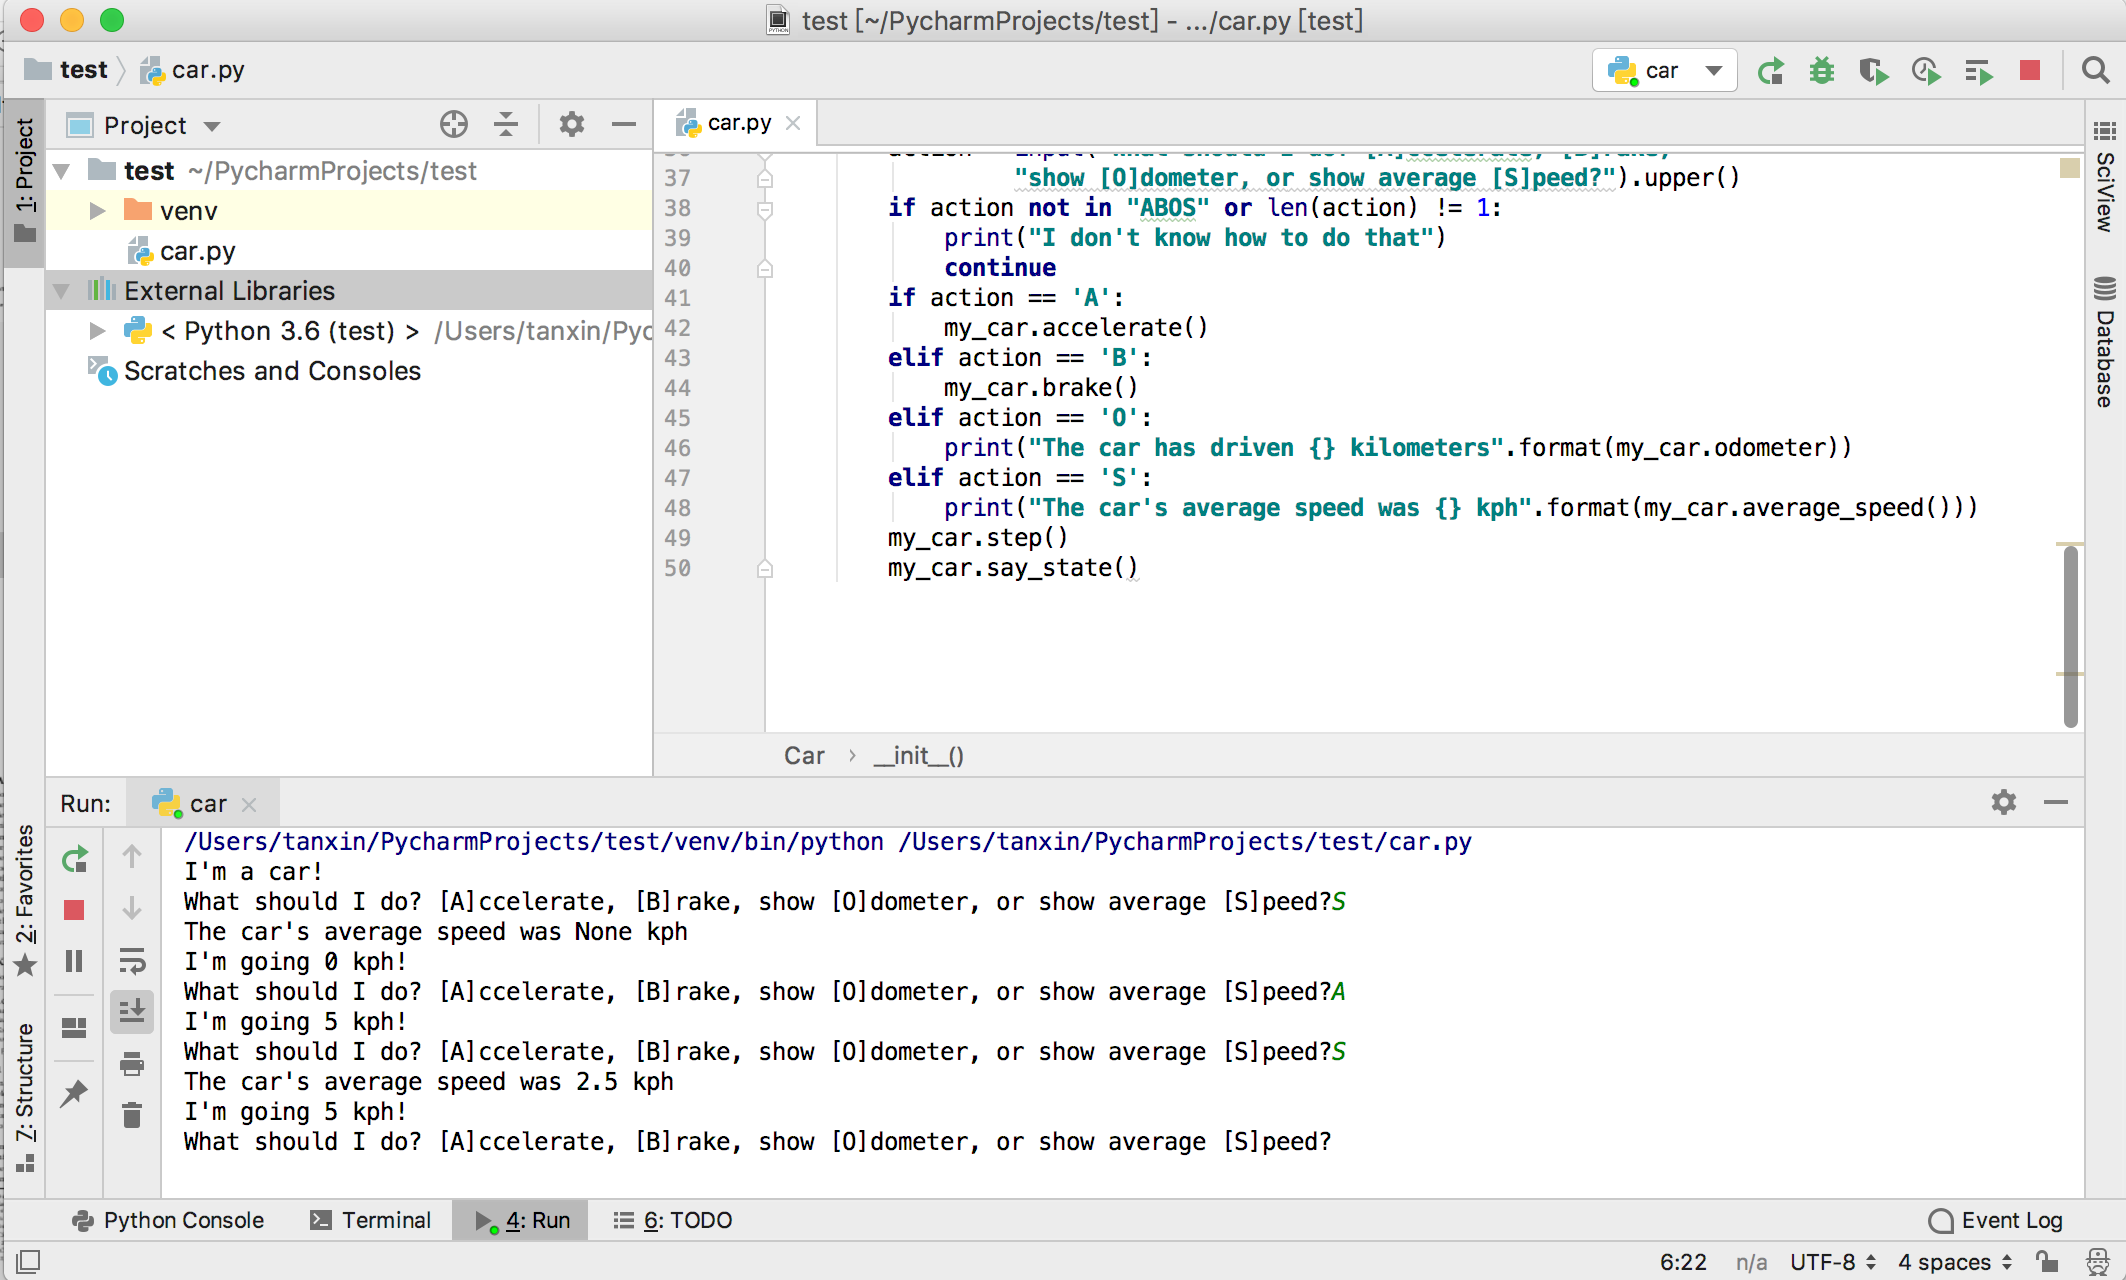 test [~/PycharmProjects/test] - .../car.py [test]
test car.py
car
1: Project
Project
test ~/PycharmProjects/test
venv
car.py
External Libraries
< Python 3.6 (test) > /Users/tanxin/Pyc
Scratches and Consoles
car.py
37 "show [O]dometer, or show average [S]peed?").upper()
38 if action not in "ABOS" or len(action) != 1:
39 print("I don't know how to do that")
40 continue
41 if action == 'A':
42 my_car.accelerate()
43 elif action == 'B':
44 my_car.brake()
45 elif action == 'O':
46 print("The car has driven {} kilometers".format(my_car.odometer))
47 elif action == 'S':
48 print("The car's average speed was {} kph".format(my_car.average_speed()))
49 my_car.step()
50 my_car.say_state()
Car › __init__()
SciView
Database
Run: car
/Users/tanxin/PycharmProjects/test/venv/bin/python /Users/tanxin/PycharmProjects/test/car.py
I'm a car!
What should I do? [A]ccelerate, [B]rake, show [O]dometer, or show average [S]peed?S
The car's average speed was None kph
I'm going 0 kph!
What should I do? [A]ccelerate, [B]rake, show [O]dometer, or show average [S]peed?A
I'm going 5 kph!
What should I do? [A]ccelerate, [B]rake, show [O]dometer, or show average [S]peed?S
The car's average speed was 2.5 kph
I'm going 5 kph!
What should I do? [A]ccelerate, [B]rake, show [O]dometer, or show average [S]peed?
2: Favorites
7: Structure
Python Console Terminal 4: Run 6: TODO Event Log
6:22 n/a UTF-8 4 spaces